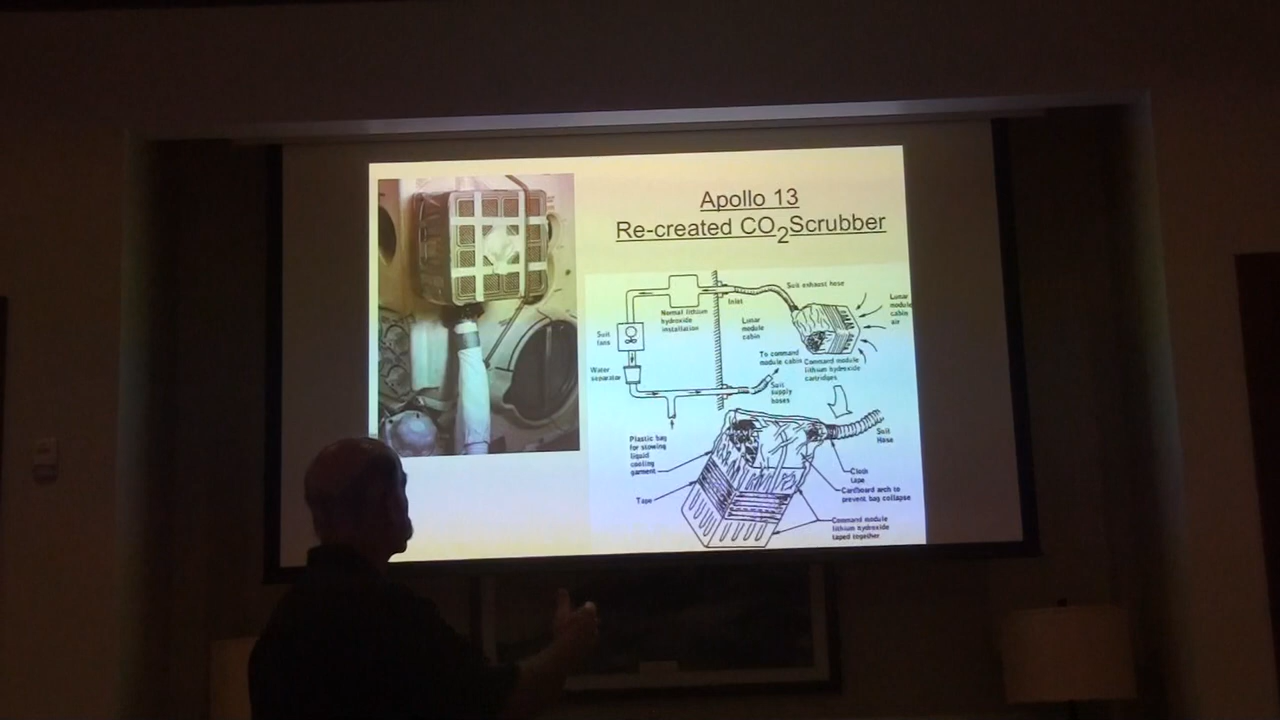 Apollo 13
Re-created CO2Scrubber
Suit exhaust hose
Inlet
Lunar
module
cabin
air
Normal lithium
hydroxide
installation
Lunar
module
cabin
Suit
fans
To command
module cabin
Command module
lithium hydroxide
cartridges
Water
separator
Suit
supply
hoses
Suit
Hose
Plastic bag
for stowing
liquid
cooling
garment
Clock
tape
Cardboard arch to
prevent bag collapse
Tape
Command module
lithium hydroxide
taped together